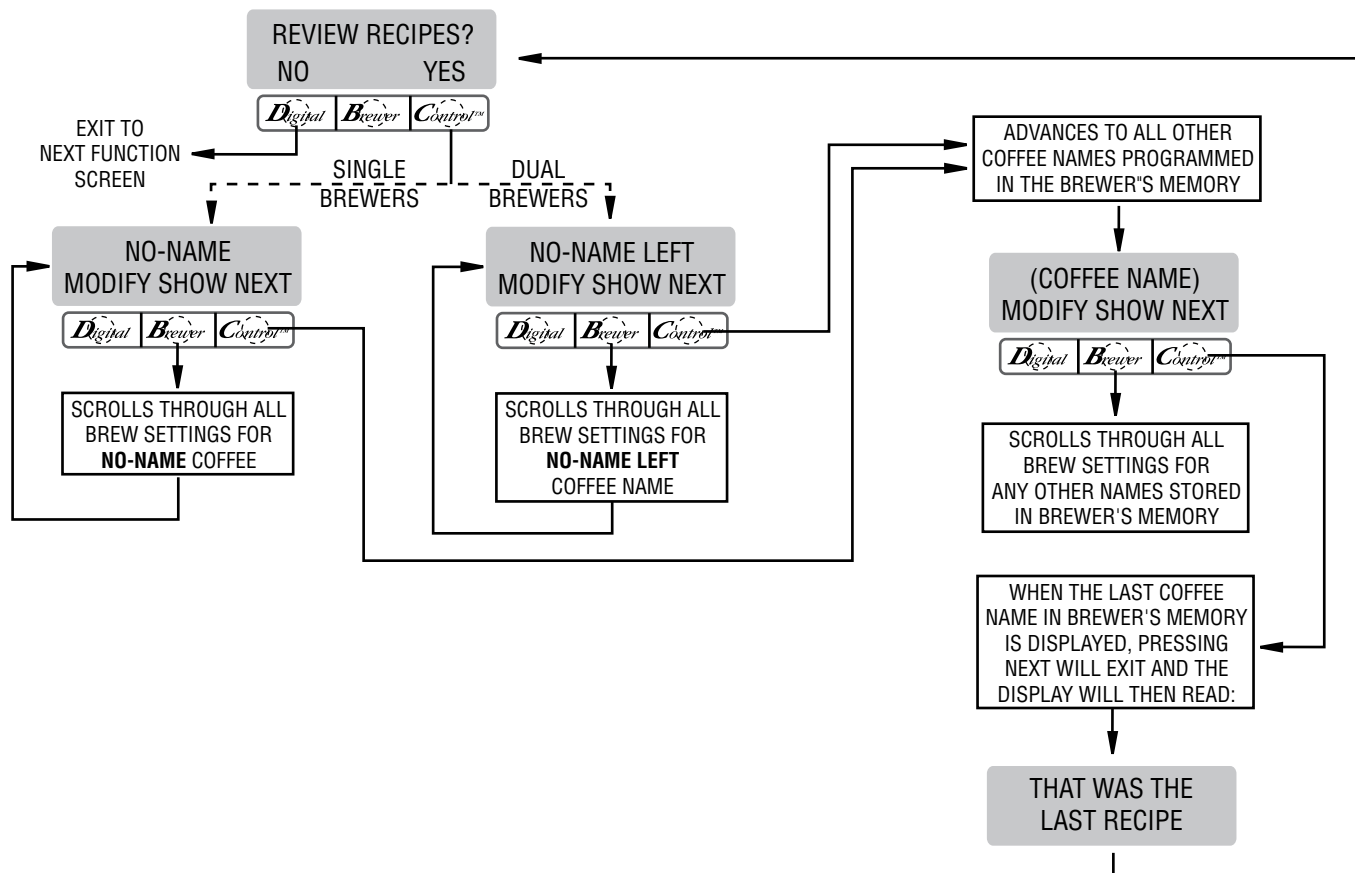 REVIEW RECIPES?
NO YES
Digital Brewer Control™
EXIT TO
NEXT FUNCTION
SCREEN
SINGLE
BREWERS
DUAL
BREWERS
NO-NAME
MODIFY SHOW NEXT
Digital Brewer Control™
SCROLLS THROUGH ALL
BREW SETTINGS FOR
NO-NAME COFFEE
NO-NAME LEFT
MODIFY SHOW NEXT
Digital Brewer Control™
SCROLLS THROUGH ALL
BREW SETTINGS FOR
NO-NAME LEFT
COFFEE NAME
ADVANCES TO ALL OTHER
COFFEE NAMES PROGRAMMED
IN THE BREWER"S MEMORY
(COFFEE NAME)
MODIFY SHOW NEXT
Digital Brewer Control™
SCROLLS THROUGH ALL
BREW SETTINGS FOR
ANY OTHER NAMES STORED
IN BREWER'S MEMORY
WHEN THE LAST COFFEE
NAME IN BREWER'S MEMORY
IS DISPLAYED, PRESSING
NEXT WILL EXIT AND THE
DISPLAY WILL THEN READ:
THAT WAS THE
LAST RECIPE